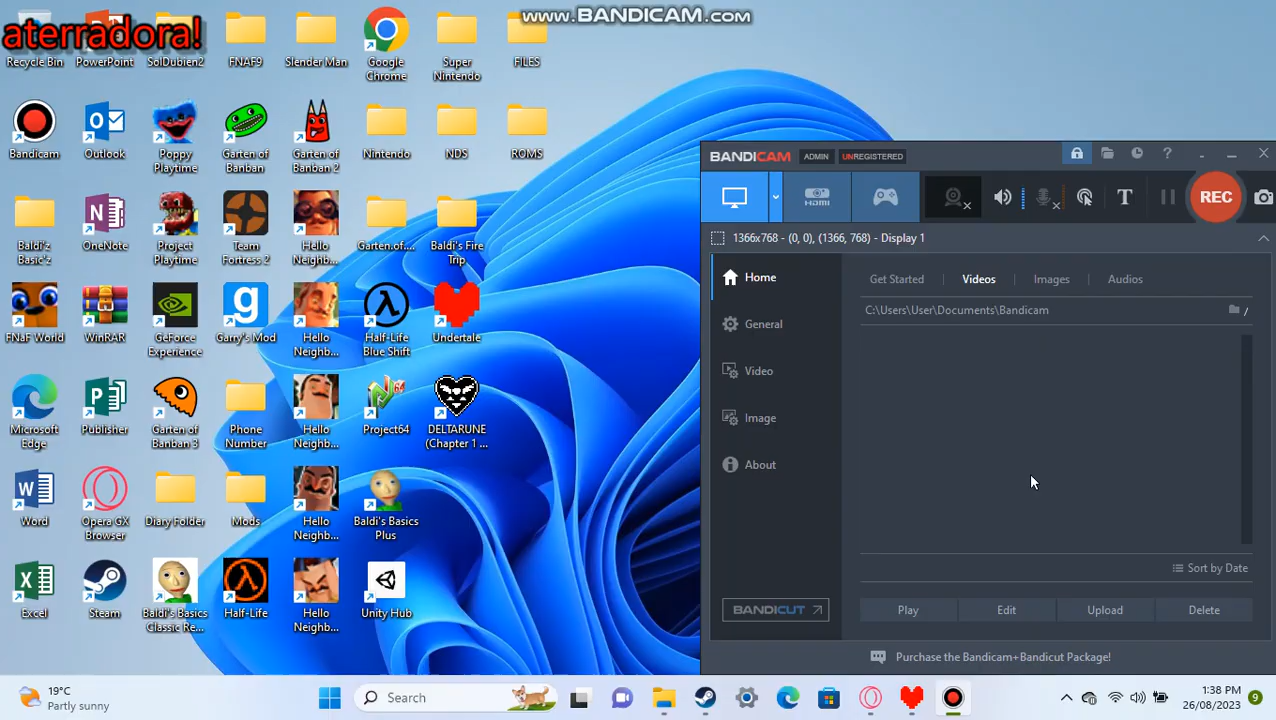 www.BANDICAM.com
aterradora!
Recycle Bin
PowerPoint
SolDubien2
FNAF9
Slender Man
Google Chrome
Super Nintendo
FILES
Bandicam
Outlook
Poppy Playtime
Garten of Banban
Garten of Banban 2
Nintendo
NDS
ROMS
Baldi'z Basic'z
OneNote
Project Playtime
Team Fortress 2
Hello Neighb...
Garten.of....
Baldi's Fire Trip
FNaF World
WinRAR
GeForce Experience
Garry's Mod
Hello Neighb...
Half-Life Blue Shift
Undertale
Microsoft Edge
Publisher
Garten of Banban 3
Phone Number
Hello Neighb...
Project64
DELTARUNE (Chapter 1 ...
Word
Opera GX Browser
Diary Folder
Mods
Hello Neighb...
Baldi's Basics Plus
Excel
Steam
Baldi's Basics Classic Re...
Half-Life
Hello Neighb...
Unity Hub
BANDICAM ADMIN UNREGISTERED
HDMI T REC
1366x768 - (0, 0), (1366, 768) - Display 1
Home
General
Video
Image
About
BANDICUT
Get Started Videos Images Audios
C:\Users\User\Documents\Bandicam /
Sort by Date
Play Edit Upload Delete
Purchase the Bandicam+Bandicut Package!
19°C
Partly sunny
Search
1:38 PM
26/08/2023
9